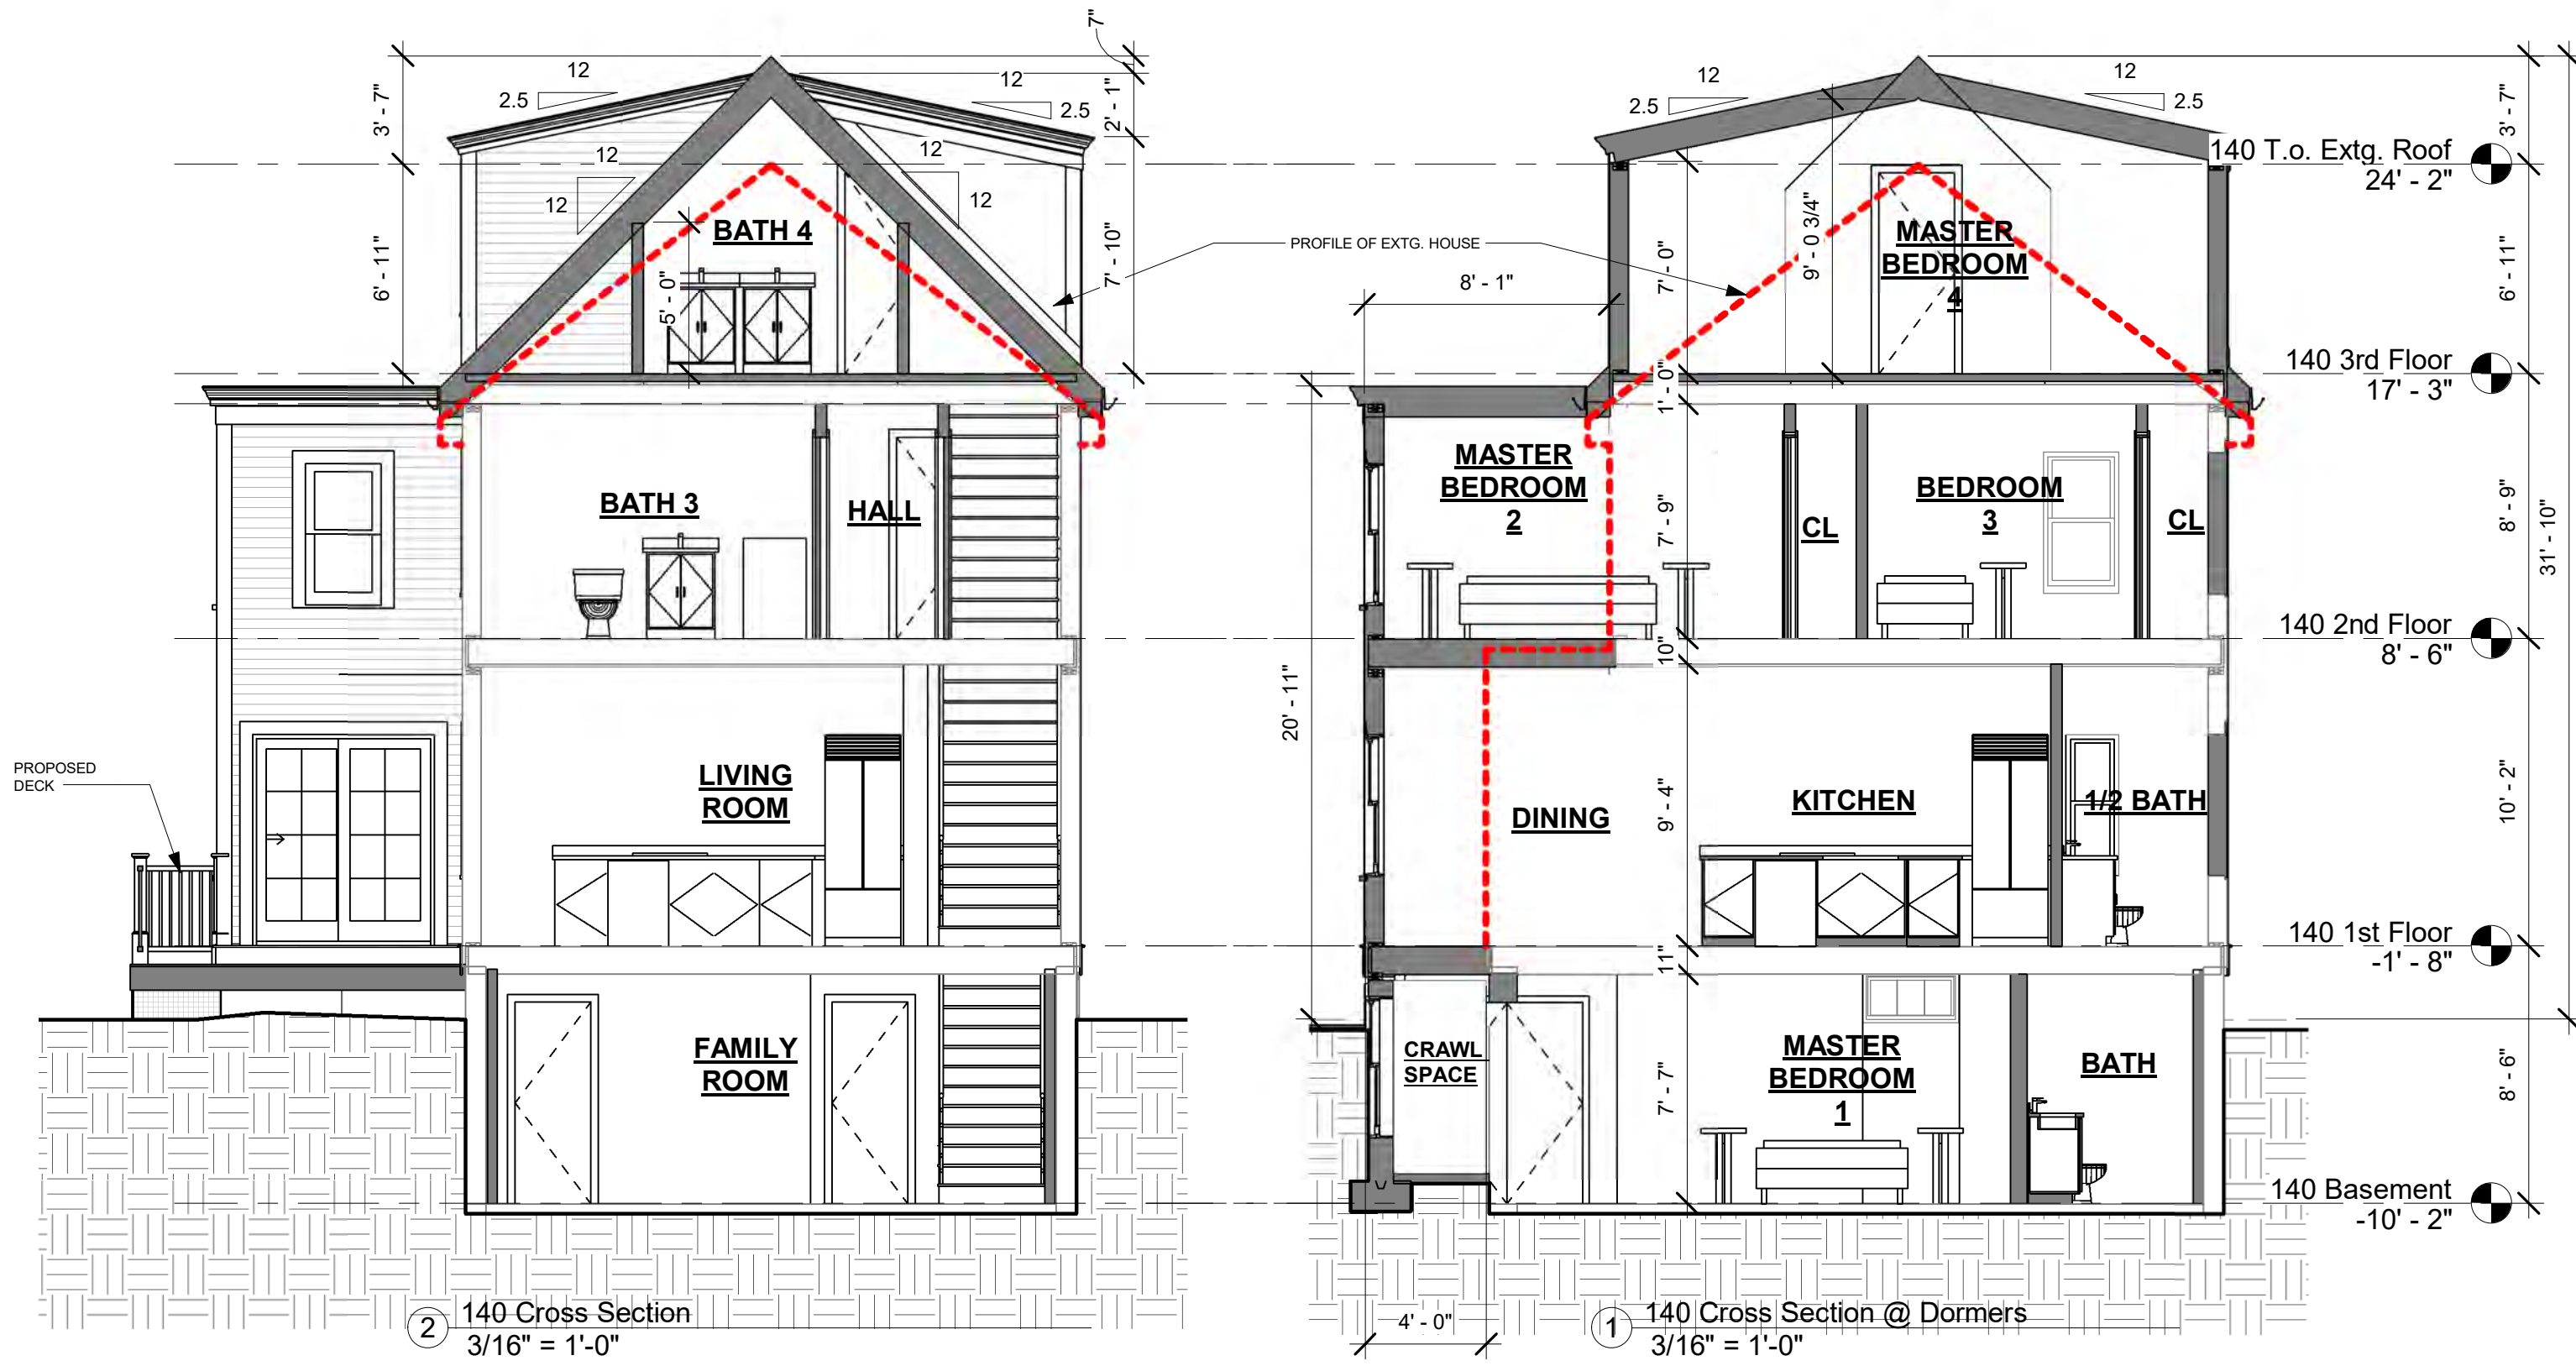 7"
12
12
2.5
2.5
3' - 7"
2' - 1"
12
12
12
12
BATH 4
6' - 11"
5' - 0"
7' - 10"
PROFILE OF EXTG. HOUSE
BATH 3
HALL
LIVING
ROOM
PROPOSED
DECK
FAMILY
ROOM
2
140 Cross Section
3/16" = 1'-0"
12
12
2.5
2.5
3' - 7"
140 T.o. Extg. Roof
24' - 2"
MASTER
BEDROOM
4
9' - 0 3/4"
7' - 0"
6' - 11"
8' - 1"
140 3rd Floor
17' - 3"
1' - 0"
MASTER
BEDROOM
2
CL
BEDROOM
3
CL
7' - 9"
8' - 9"
31' - 10"
140 2nd Floor
8' - 6"
10"
20' - 11"
DINING
KITCHEN
1/2 BATH
9' - 4"
10' - 2"
140 1st Floor
-1' - 8"
11"
CRAWL
SPACE
MASTER
BEDROOM
1
BATH
7' - 7"
8' - 6"
140 Basement
-10' - 2"
4' - 0"
1
140 Cross Section @ Dormers
3/16" = 1'-0"